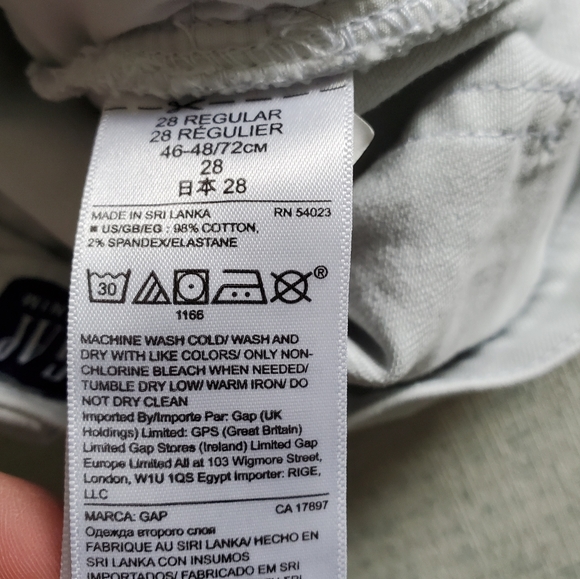 28 REGULAR
28 RÉGULIER
46-48/72CM
28
日本 28
MADE IN SRI LANKA RN 54023
■ US/GB/EG : 98% COTTON,
2% SPANDEX/ELASTANE
30 ®
1166
MACHINE WASH COLD/ WASH AND
DRY WITH LIKE COLORS/ ONLY NON-
CHLORINE BLEACH WHEN NEEDED/
TUMBLE DRY LOW/ WARM IRON/ DO
NOT DRY CLEAN
Imported By/Importe Par: Gap (UK
Holdings) Limited: GPS (Great Britain)
Limited Gap Stores (Ireland) Limited Gap
Europe Limited All at 103 Wigmore Street,
London, W1U 1QS Egypt Importer: RIGE,
LLC
CA 17897
MARCA: GAP
Одежда второго слоя
FABRIQUE AU SIRI LANKA/ HECHO EN
SRI LANKA CON INSUMOS
IMPORTADOS/ FABRICADO EM SRI